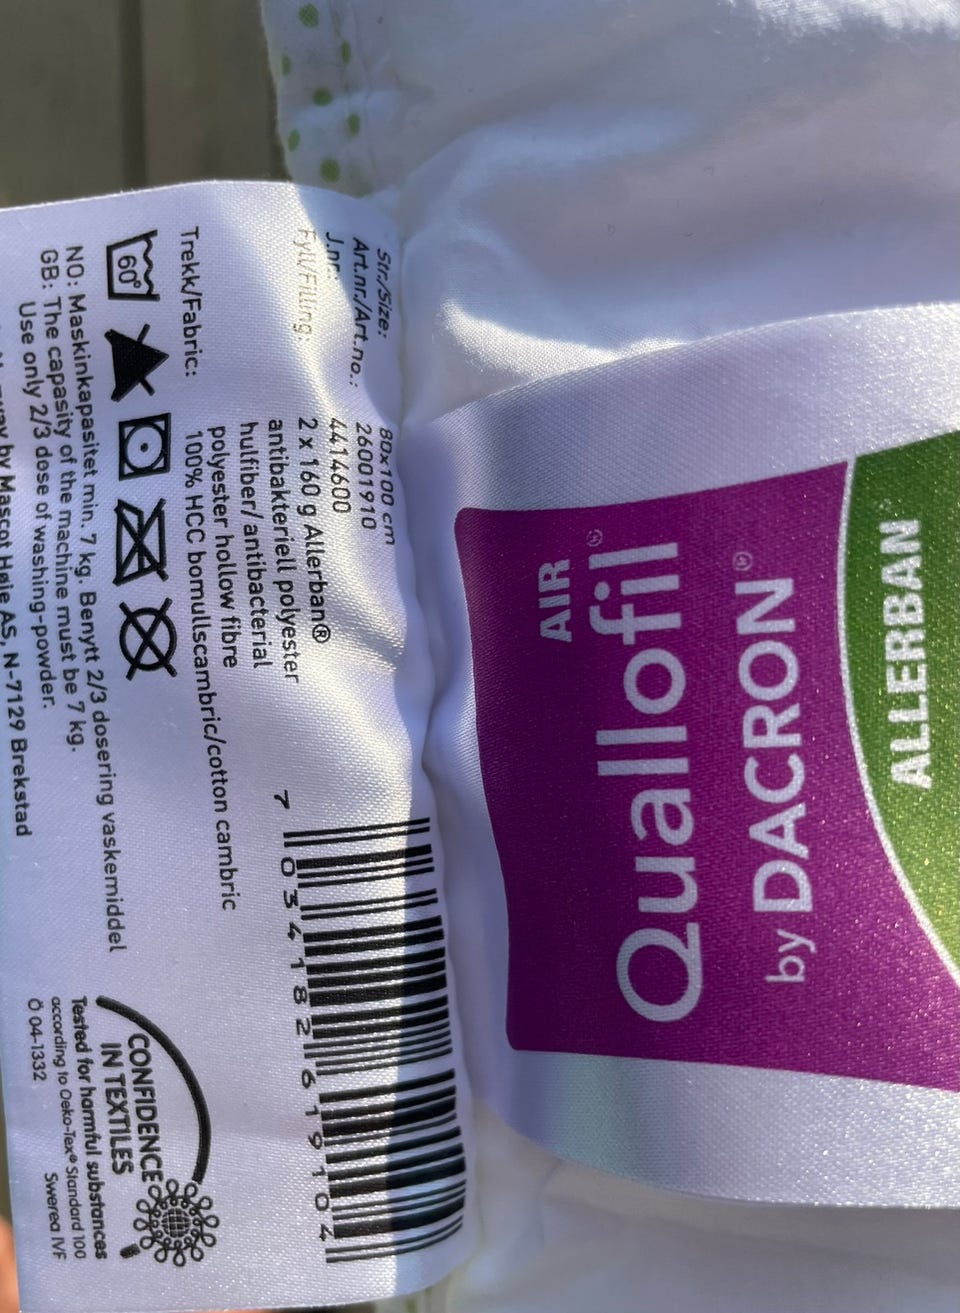 Str./Size: 80x100 cm
Art.nr./Art.no.: 26001910
J.nr. 4414600
Fyll/Filling: 2 x 160 g Allerban®
antibakteriell polyester
hulfiber/antibacterial
polyester hollow fibre
Trekk/Fabric: 100% HCC bomullscambric/cotton cambric
60°
NO: Maskinkapasitet min. 7 kg. Benytt 2/3 dosering vaskemiddel
GB: The capasity of the machine must be 7 kg.
Use only 2/3 dose of washing-powder.
by Mascot Høie AS, N-7129 Brekstad
7 034182 619104
CONFIDENCE
IN TEXTILES
Tested for harmful substances
according to Oeko-Tex® Standard 100
Ö 04-1332 Swerea IVF
AIR
Quallofil®
by DACRON®
ALLERBAN